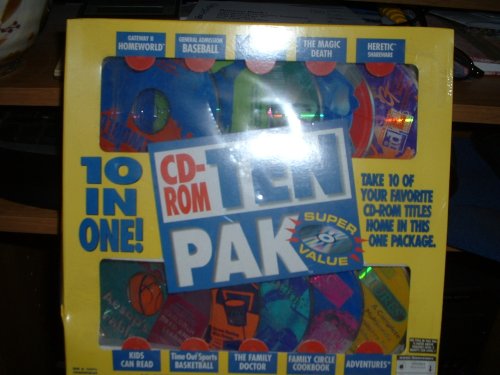 GATEWAY II
HOMEWORLD
GENERAL ADMISSION
BASEBALL
THE MAGIC
DEATH
HERETIC
SHAREWARE
10
IN
ONE!
CD-
ROM
TEN
PAK
SUPER
VALUE
TAKE 10 OF
YOUR FAVORITE
CD-ROM TITLES
HOME IN THIS
ONE PACKAGE.
KIDS
CAN READ
Time Out Sports
BASKETBALL
THE FAMILY
DOCTOR
FAMILY CIRCLE
COOKBOOK
ADVENTURES